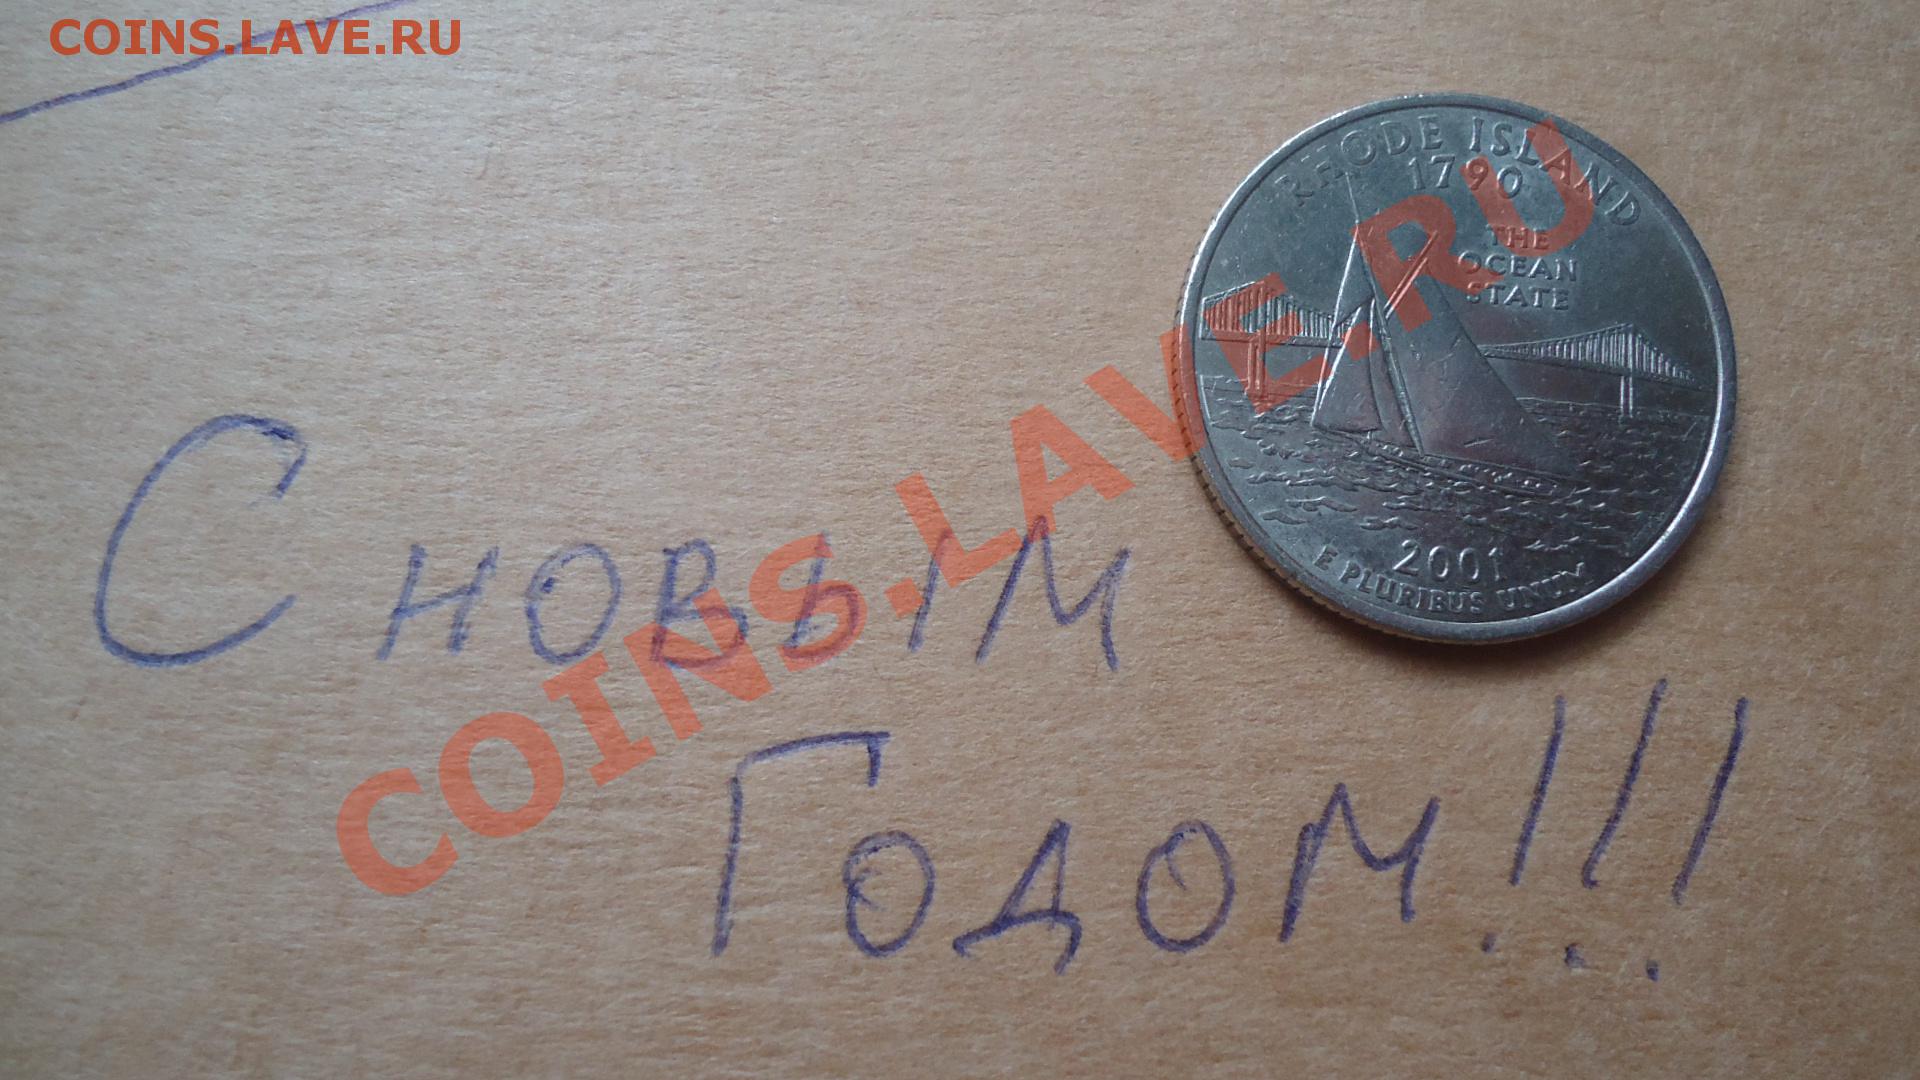 COINS.LAVE.RU
RHODE ISLAND
1790
THE
OCEAN
STATE
2001
E PLURIBUS UNUM
COINS.LAVE.RU
С новым
Годом!!!